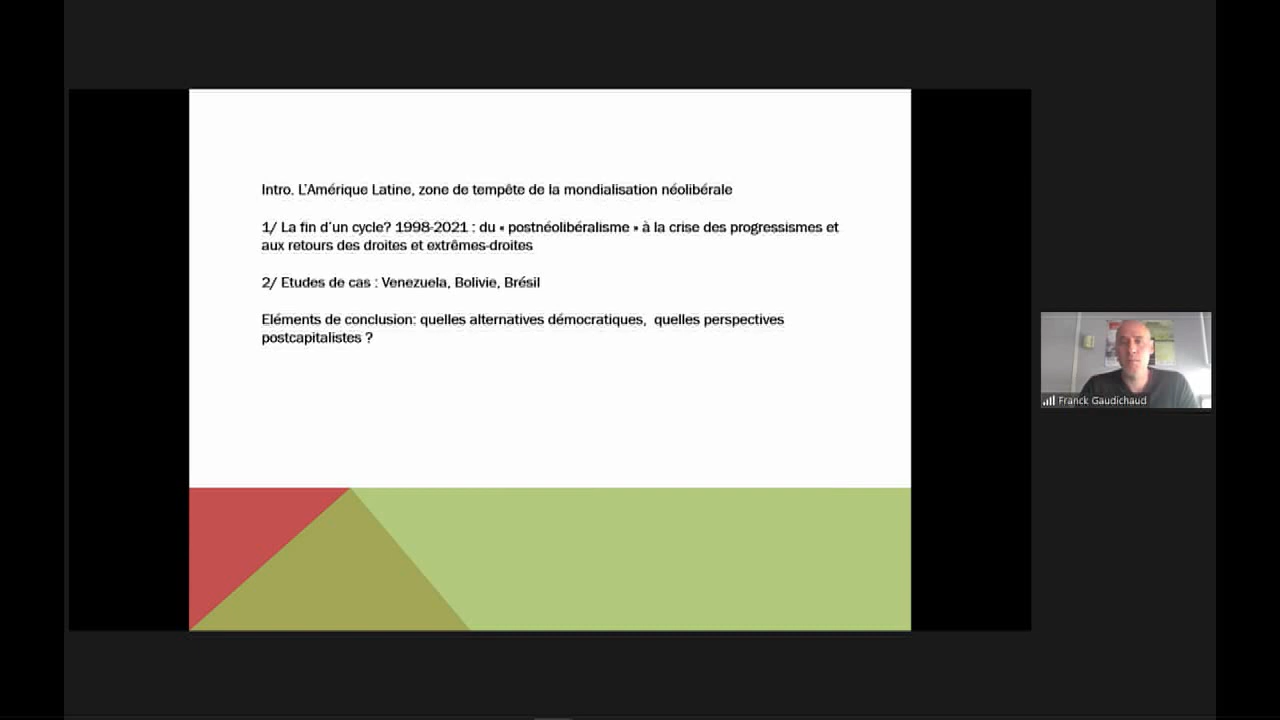 Intro. L'Amérique Latine, zone de tempête de la mondialisation néolibérale
1/ La fin d'un cycle? 1998-2021 : du « postnéolibéralisme » à la crise des progressismes et
aux retours des droites et extrêmes-droites
2/ Etudes de cas : Venezuela, Bolivie, Brésil
Eléments de conclusion: quelles alternatives démocratiques,  quelles perspectives
postcapitalistes ?
Franck Gaudichaud